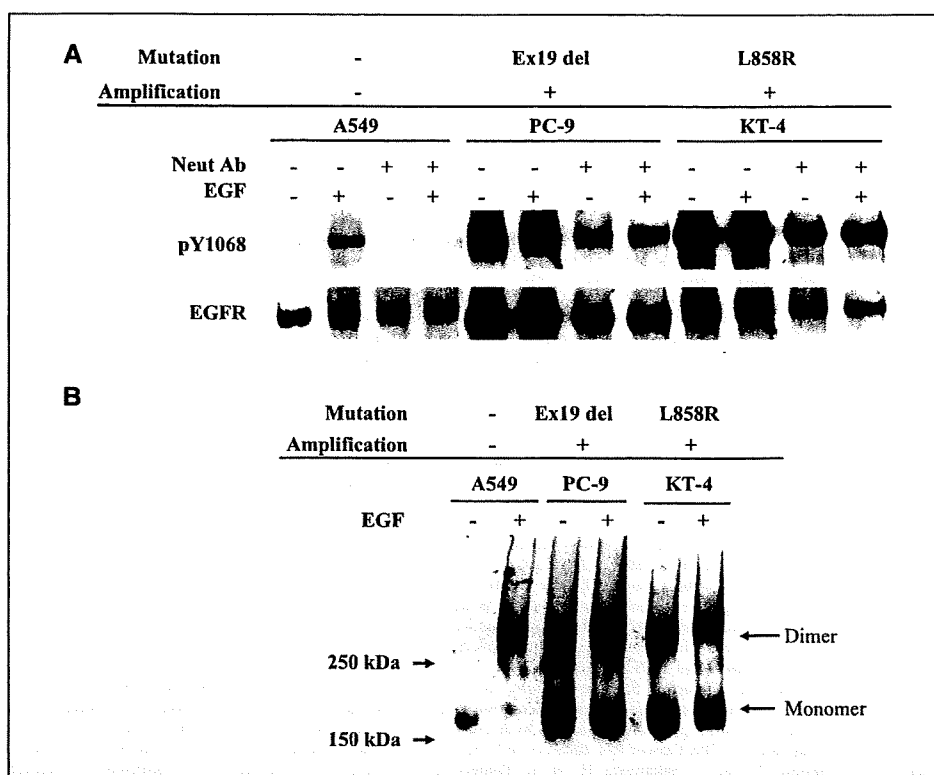 A
Mutation - Ex19 del L858R
Amplification - + +
A549 PC-9 KT-4
Neut Ab - - + + - - + + - - + +
EGF - + - + - + - + - + - +
pY1068
EGFR
B
Mutation - Ex19 del L858R
Amplification - + +
A549 PC-9 KT-4
EGF - + - + - +
Dimer
250 kDa
Monomer
150 kDa